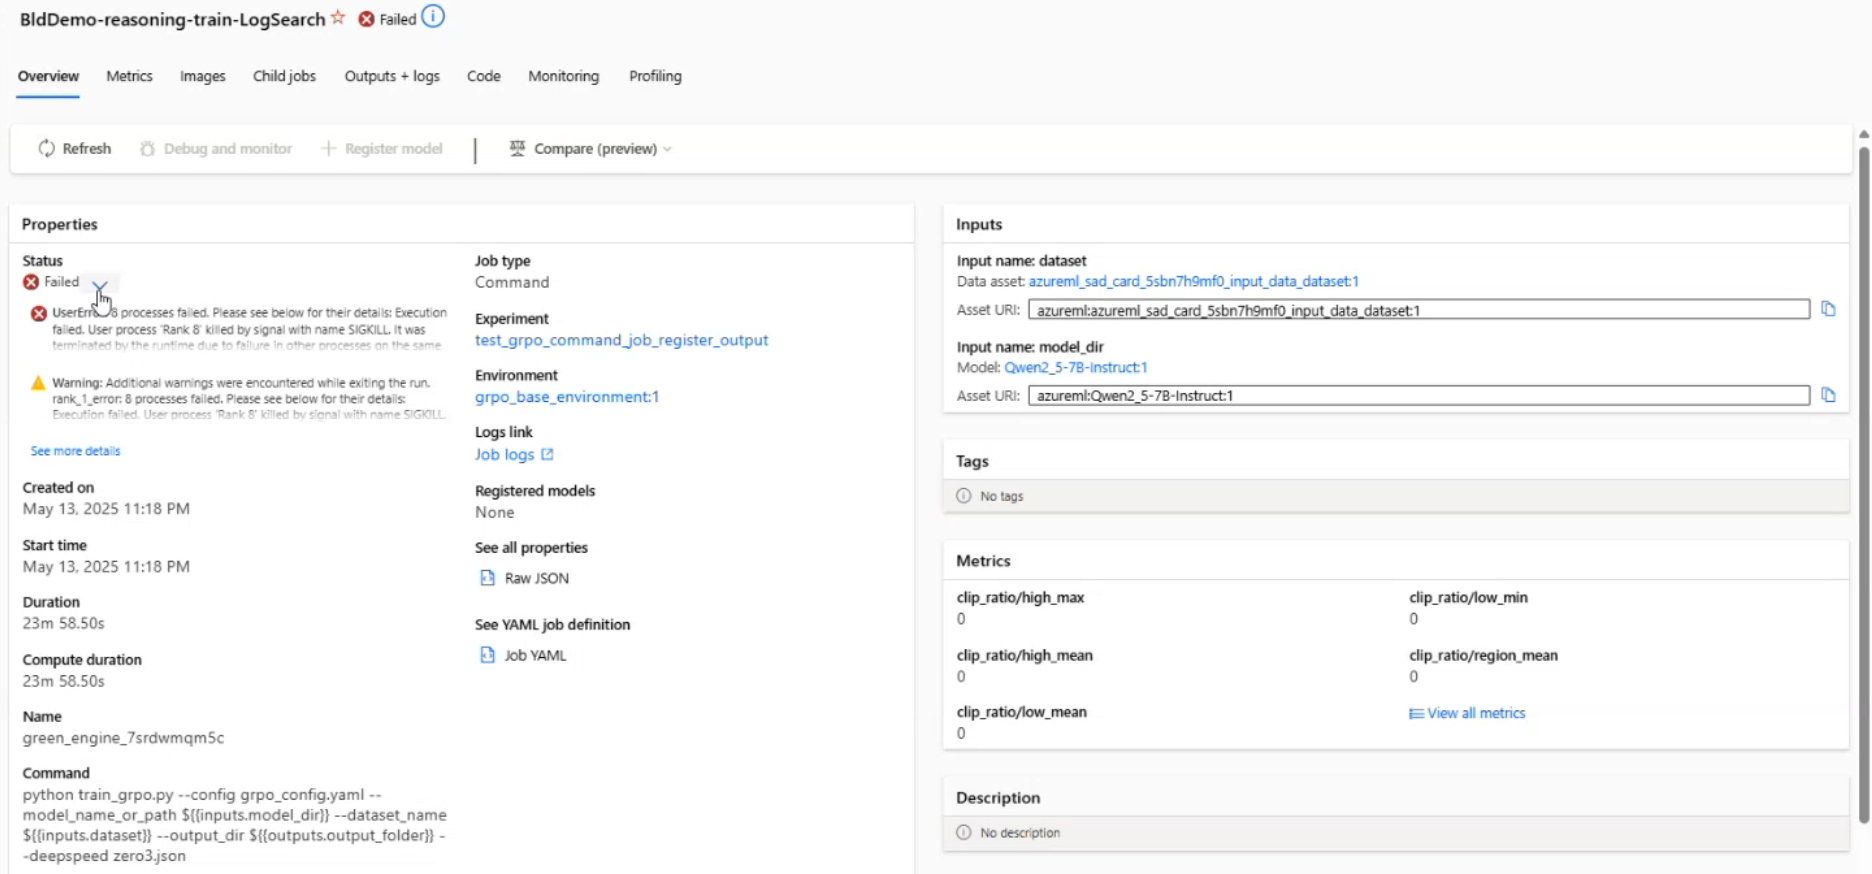 BldDemo-reasoning-train-LogSearch Failed
Overview Metrics Images Child jobs Outputs + logs Code Monitoring Profiling
Refresh Debug and monitor Register model Compare (preview)
Properties
Status
Failed
8 processes failed. Please see below for their details: Execution
failed. User process 'Rank 8' killed by signal with name SIGKILL. It was
terminated by the runtime due to failure in other processes on the same
Warning: Additional warnings were encountered while exiting the run.
rank_1_error: 8 processes failed. Please see below for their details:
Execution failed. User process 'Rank 8' killed by signal with name SIGKILL.
See more details
Created on
May 13, 2025 11:18 PM
Start time
May 13, 2025 11:18 PM
Duration
23m 58.50s
Compute duration
23m 58.50s
Name
green_engine_7srdwmqm5c
Command
python train_grpo.py --config grpo_config.yaml --
model_name_or_path ${{inputs.model_dir}} --dataset_name
${{inputs.dataset}} --output_dir ${{outputs.output_folder}} -
-deepspeed zero3.json
Job type
Command
Experiment
test_grpo_command_job_register_output
Environment
grpo_base_environment:1
Logs link
Job logs
Registered models
None
See all properties
Raw JSON
See YAML job definition
Job YAML
Inputs
Input name: dataset
Data asset: azureml_sad_card_5sbn7h9mf0_input_data_dataset:1
Asset URI: azureml:azureml_sad_card_5sbn7h9mf0_input_data_dataset:1
Input name: model_dir
Model: Qwen2_5-7B-Instruct:1
Asset URI: azureml:Qwen2_5-7B-Instruct:1
Tags
No tags
Metrics
clip_ratio/high_max
0
clip_ratio/high_mean
0
clip_ratio/low_mean
0
clip_ratio/low_min
0
clip_ratio/region_mean
0
View all metrics
Description
No description